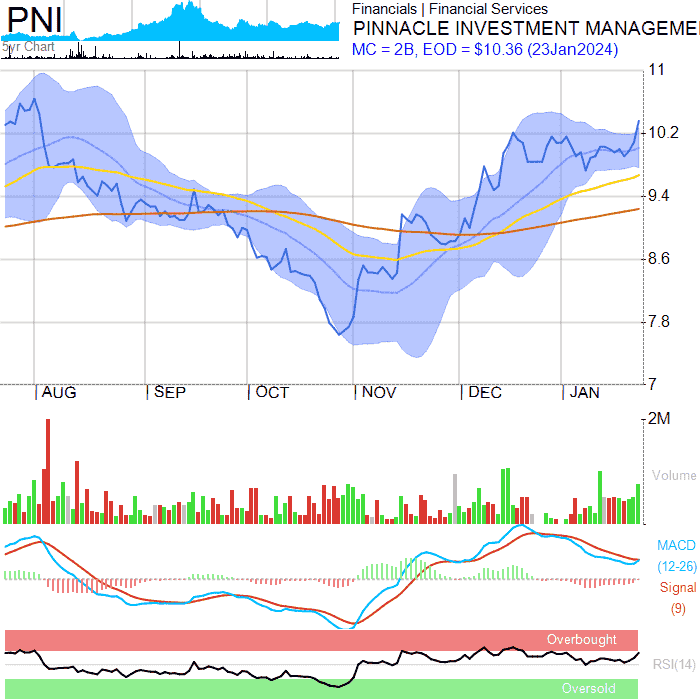 PNI
5yr Chart
Financials | Financial Services
PINNACLE INVESTMENT MANAGEME
MC = 2B, EOD = $10.36 (23Jan2024)
11
10.2
9.4
8.6
7.8
7
AUG SEP OCT NOV DEC JAN
2M
Volume
MACD
(12-26)
Signal
(9)
Overbought
RSI(14)
Oversold